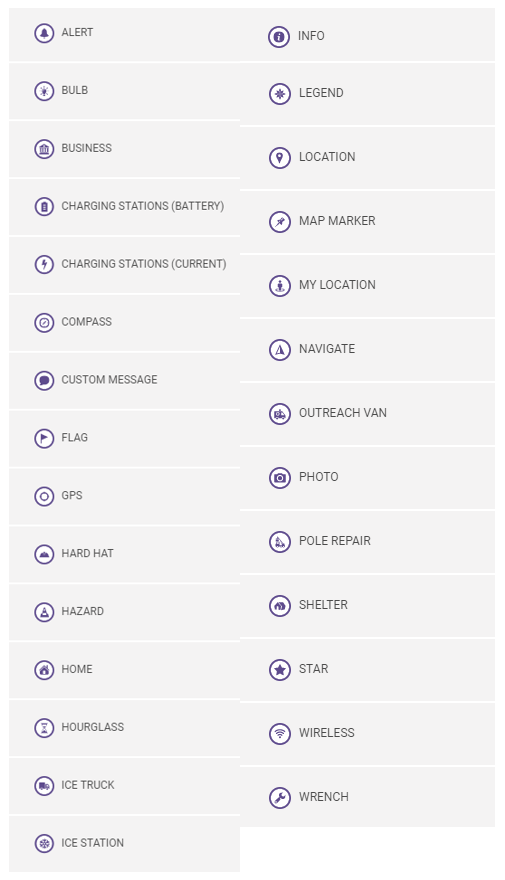 ALERT
BULB
BUSINESS
CHARGING STATIONS (BATTERY)
CHARGING STATIONS (CURRENT)
COMPASS
CUSTOM MESSAGE
FLAG
GPS
HARD HAT
HAZARD
HOME
HOURGLASS
ICE TRUCK
ICE STATION
INFO
LEGEND
LOCATION
MAP MARKER
MY LOCATION
NAVIGATE
OUTREACH VAN
PHOTO
POLE REPAIR
SHELTER
STAR
WIRELESS
WRENCH